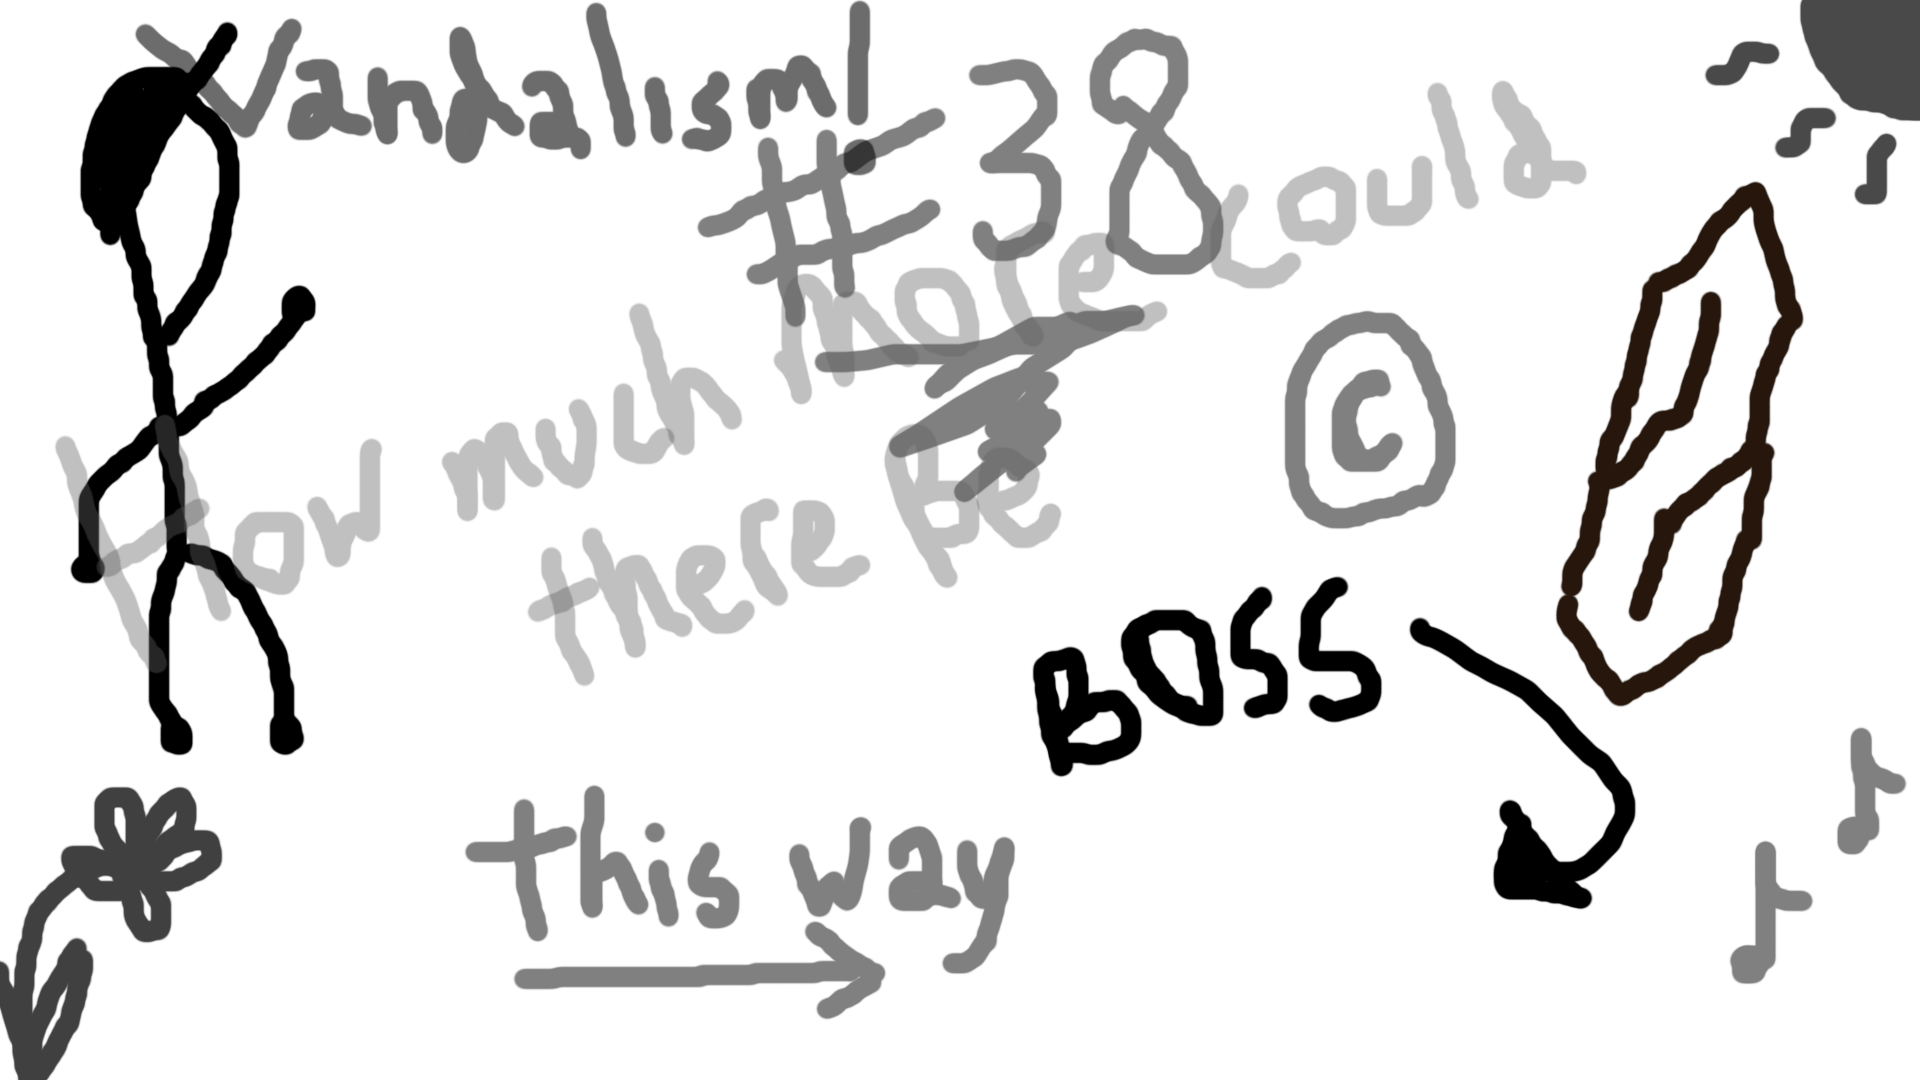 Vandalism!
#38
How much more could
there Be
©
BOSS
this way